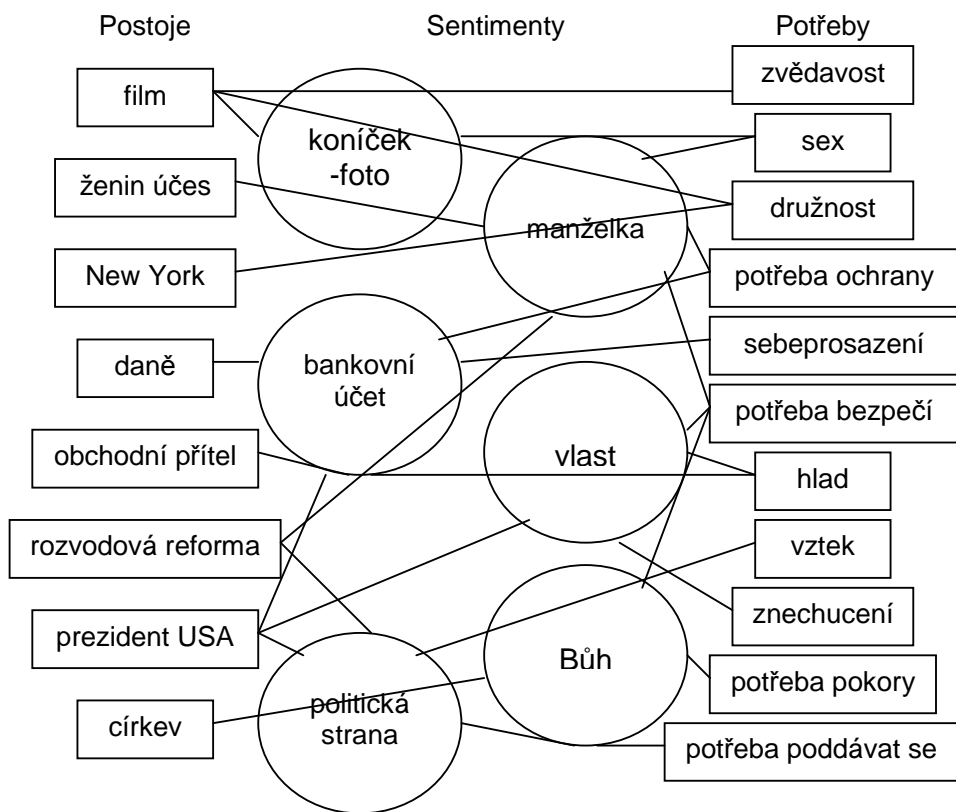 Postoje
Sentimenty
Potřeby
film
ženin účes
New York
daně
obchodní přítel
rozvodová reforma
prezident USA
církev
koníček
-foto
manželka
bankovní
účet
vlast
Bůh
politická
strana
zvědavost
sex
družnost
potřeba ochrany
sebeprosazení
potřeba bezpečí
hlad
vztek
znechucení
potřeba pokory
potřeba poddávat se